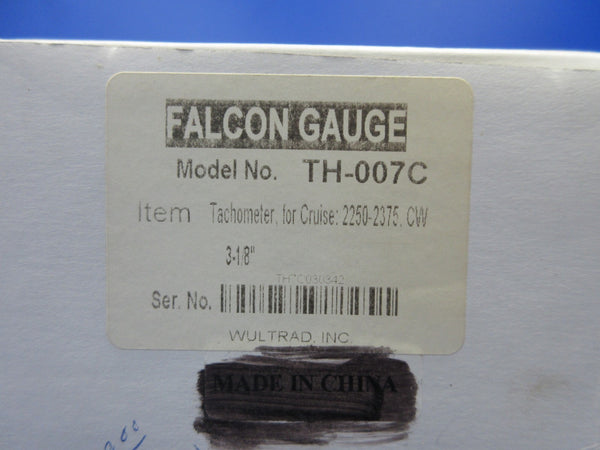 FALCON GAUGE
Model No. TH-007C
Item Tachometer, for Cruise: 2250-2375, CW
3-1/8"
TH7C030342
Ser. No.
WULTRAD, INC.
MADE IN CHINA